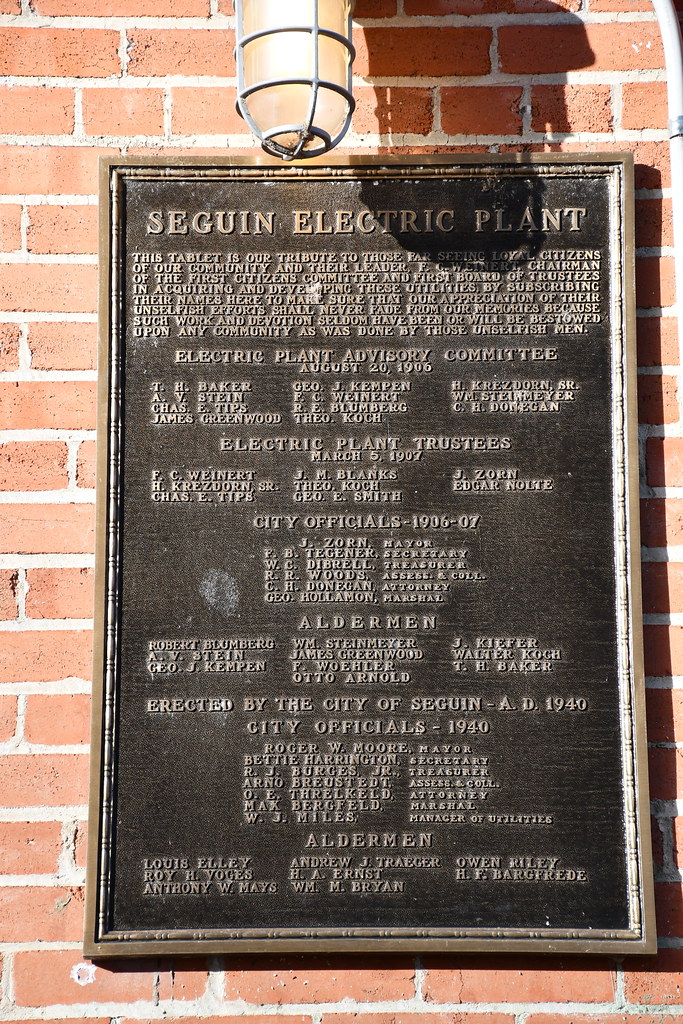 SEGUIN ELECTRIC PLANT
THIS TABLET IS OUR TRIBUTE TO THOSE FAR SEEING LOYAL CITIZENS
OF OUR COMMUNITY AND THEIR LEADER, F. C. WEINERT, CHAIRMAN
OF THE FIRST CITIZENS COMMITTEE AND FIRST BOARD OF TRUSTEES
OF ACQUIRING AND DEVELOPING THESE UTILITIES, BY SUBSCRIBING
THEIR NAMES HERE TO MAKE SURE THAT OUR APPRECIATION OF THEIR
UNSELFISH EFFORTS SHALL NEVER FADE FROM OUR MEMORIES BECAUSE
SUCH WORK AND DEVOTION SELDOM HAVE BEEN OR WILL BE BESTOWED
UPON ANY COMMUNITY AS WAS DONE BY THOSE UNSELFISH MEN.
ELECTRIC PLANT ADVISORY COMMITTEE
AUGUST 20, 1906
T. H. BAKER GEO. J. KEMPEN H. KREZDORN, SR.
A. V. STEIN F. C. WEINERT WM. STEINMEYER
CHAS. E. TIPS R. E. BLUMBERG C. H. DONEGAN
JAMES GREENWOOD THEO. KOCH
ELECTRIC PLANT TRUSTEES
MARCH 5, 1907
F. C. WEINERT J. M. BLANKS J. ZORN
H. KREZDORN SR. THEO. KOCH EDGAR NOLTE
CHAS. E. TIPS GEO. E. SMITH
CITY OFFICIALS-1906-07
J. ZORN, MAYOR
F. B. TEGENER, SECRETARY
W. C. DIBRELL, TREASURER
R. R. WOODS, ASSESS. & COLL.
C. H. DONEGAN, ATTORNEY
GEO. HOLLAMON, MARSHAL
ALDERMEN
ROBERT BLUMBERG WM. STEINMEYER J. KIEFER
A. V. STEIN JAMES GREENWOOD WALTER KOCH
GEO. J. KEMPEN F. WOEHLER T. H. BAKER
OTTO ARNOLD
ERECTED BY THE CITY OF SEGUIN - A. D. 1940
CITY OFFICIALS - 1940
ROGER W. MOORE, MAYOR
BETTIE HARRINGTON, SECRETARY
R. J. BURGES, JR., TREASURER
ARNO BREUSTEDT, ASSESS. & COLL.
O. E. THRELKELD, ATTORNEY
MAX BERGFELD, MARSHAL
W. J. MILES, MANAGER OF UTILITIES
ALDERMEN
LOUIS ELLEY ANDREW J. TRAEGER OWEN RILEY
ROY H. VOGES H. A. ERNST H. F. BARGFREDE
ANTHONY W. MAYS WM. M. BRYAN